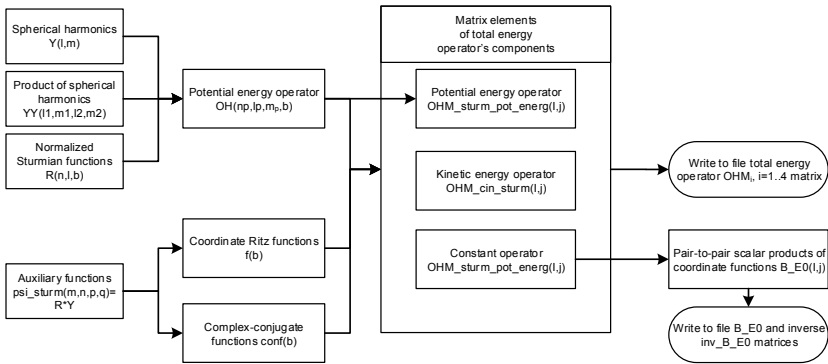 Spherical harmonics
Y(l,m)
Product of spherical
harmonics
YY(l1,m1,l2,m2)
Normalized
Sturmian functions
R(n,l,b)
Auxiliary functions
psi_sturm(m,n,p,q)=
R*Y
Potential energy operator
OH(np,lp,mₚ,b)
Coordinate Ritz functions
f(b)
Complex-conjugate
functions conf(b)
Matrix elements
of total energy
operator's components
Potential energy operator
OHM_sturm_pot_energ(I,j)
Kinetic energy operator
OHM_cin_sturm(I,j)
Constant operator
OHM_sturm_pot_energ(I,j)
Write to file total energy
operator OHMᵢ, i=1..4 matrix
Pair-to-pair scalar products of
coordinate functions B_E0(I,j)
Write to file B_E0 and inverse
inv_B_E0 matrices